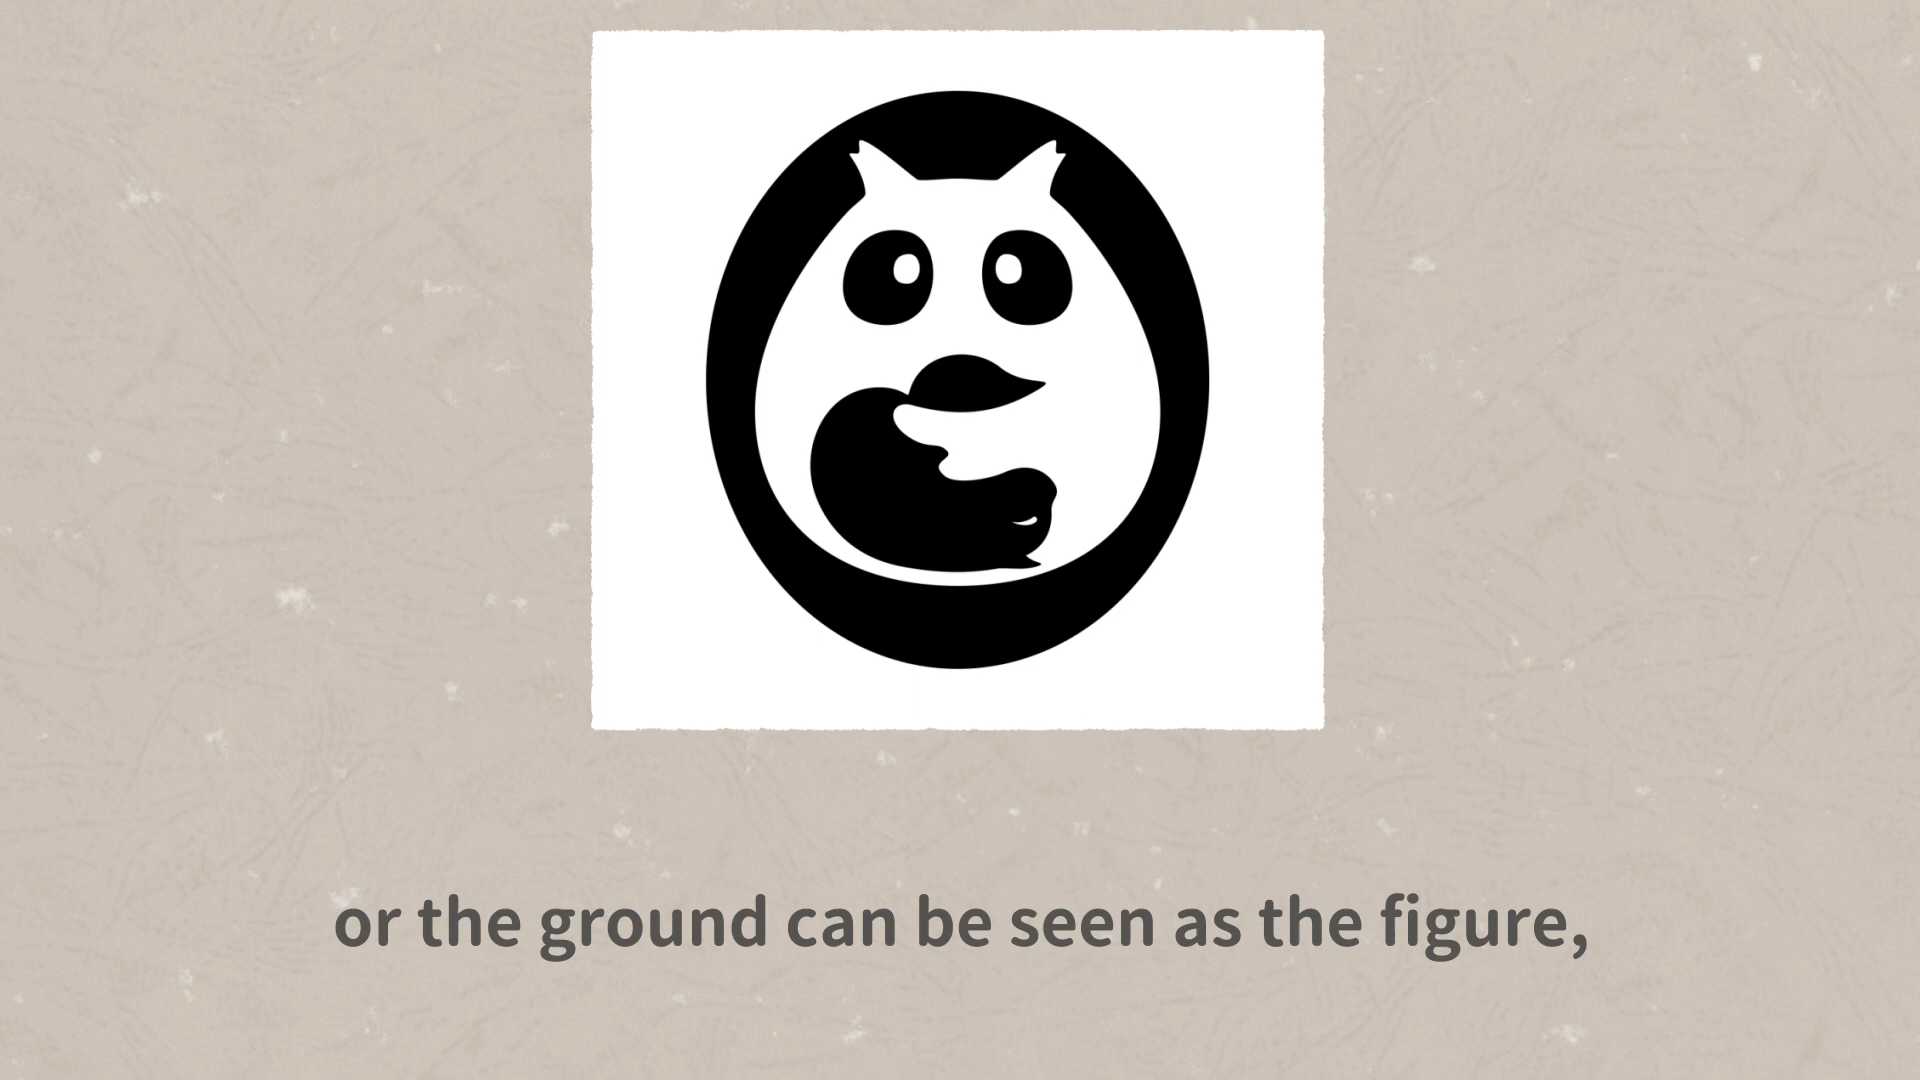 or the ground can be seen as the figure,